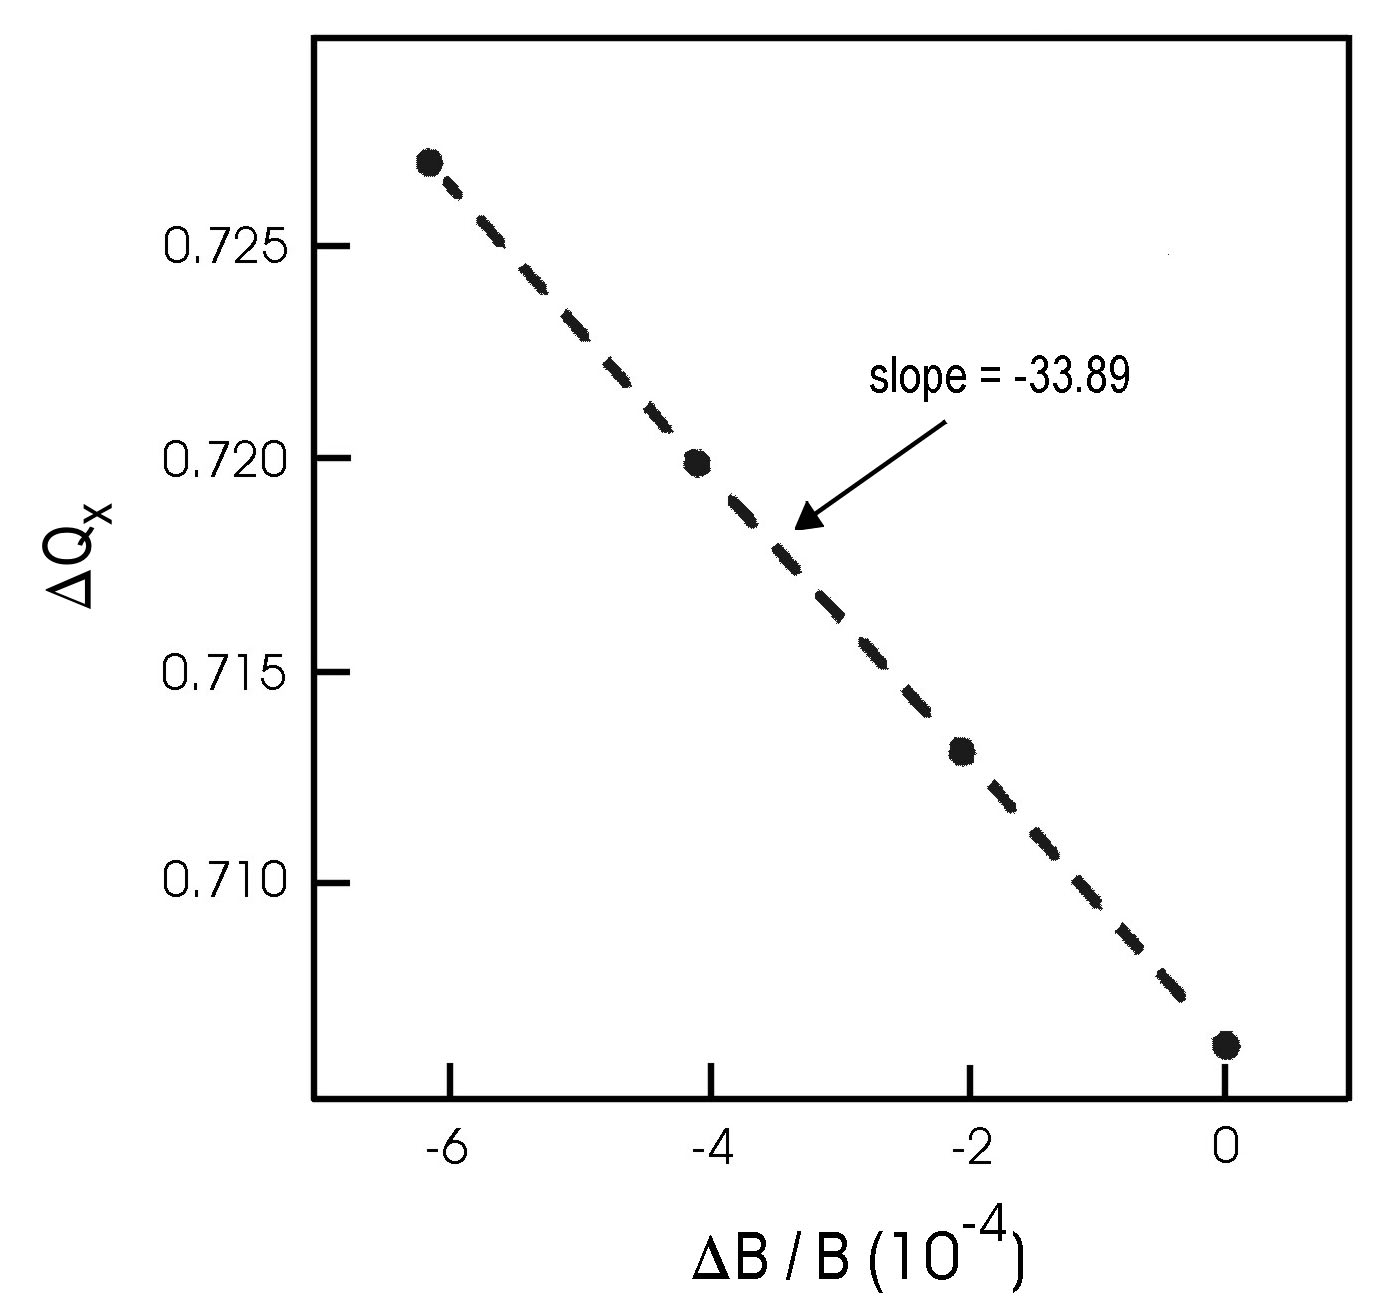 0.725
slope = -33.89
0.720
ΔQx
0.715
0.710
-6 -4 -2 0
ΔB / B (10-4)